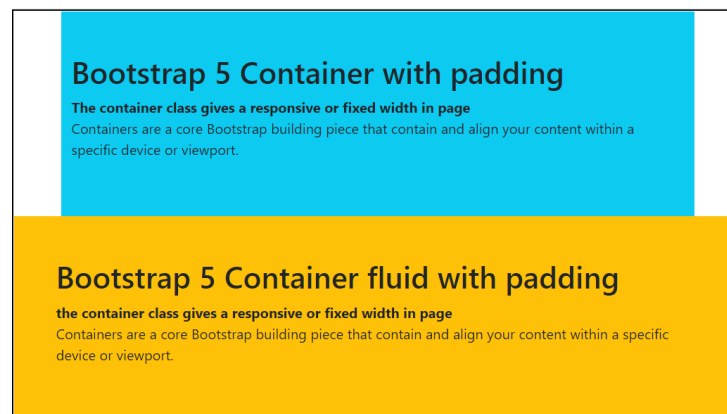 Bootstrap 5 Container with padding
The container class gives a responsive or fixed width in page
Containers are a core Bootstrap building piece that contain and align your content within a
specific device or viewport.
Bootstrap 5 Container fluid with padding
the container class gives a responsive or fixed width in page
Containers are a core Bootstrap building piece that contain and align your content within a specific
device or viewport.